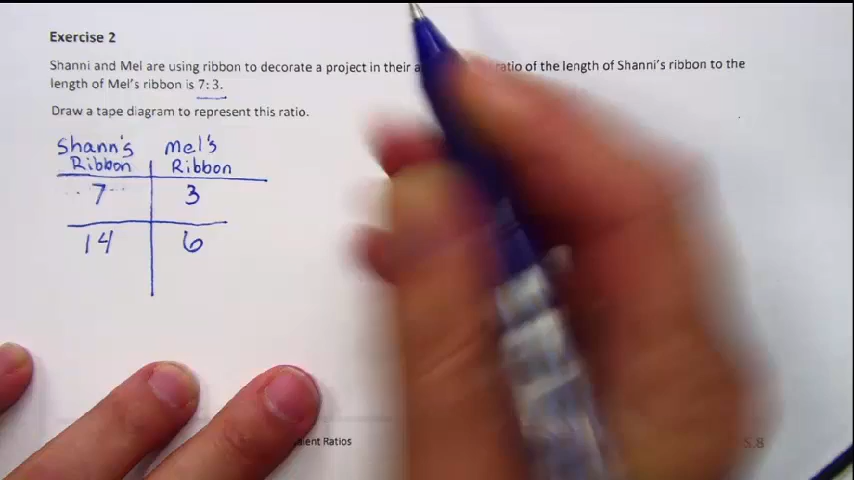 Exercise 2
Shanni and Mel are using ribbon to decorate a project in their a atio of the length of Shanni's ribbon to the
length of Mel's ribbon is 7:3.
Draw a tape diagram to represent this ratio.
Shann's Mel's
Ribbon Ribbon
7 3
14 6
Ratios
S.8